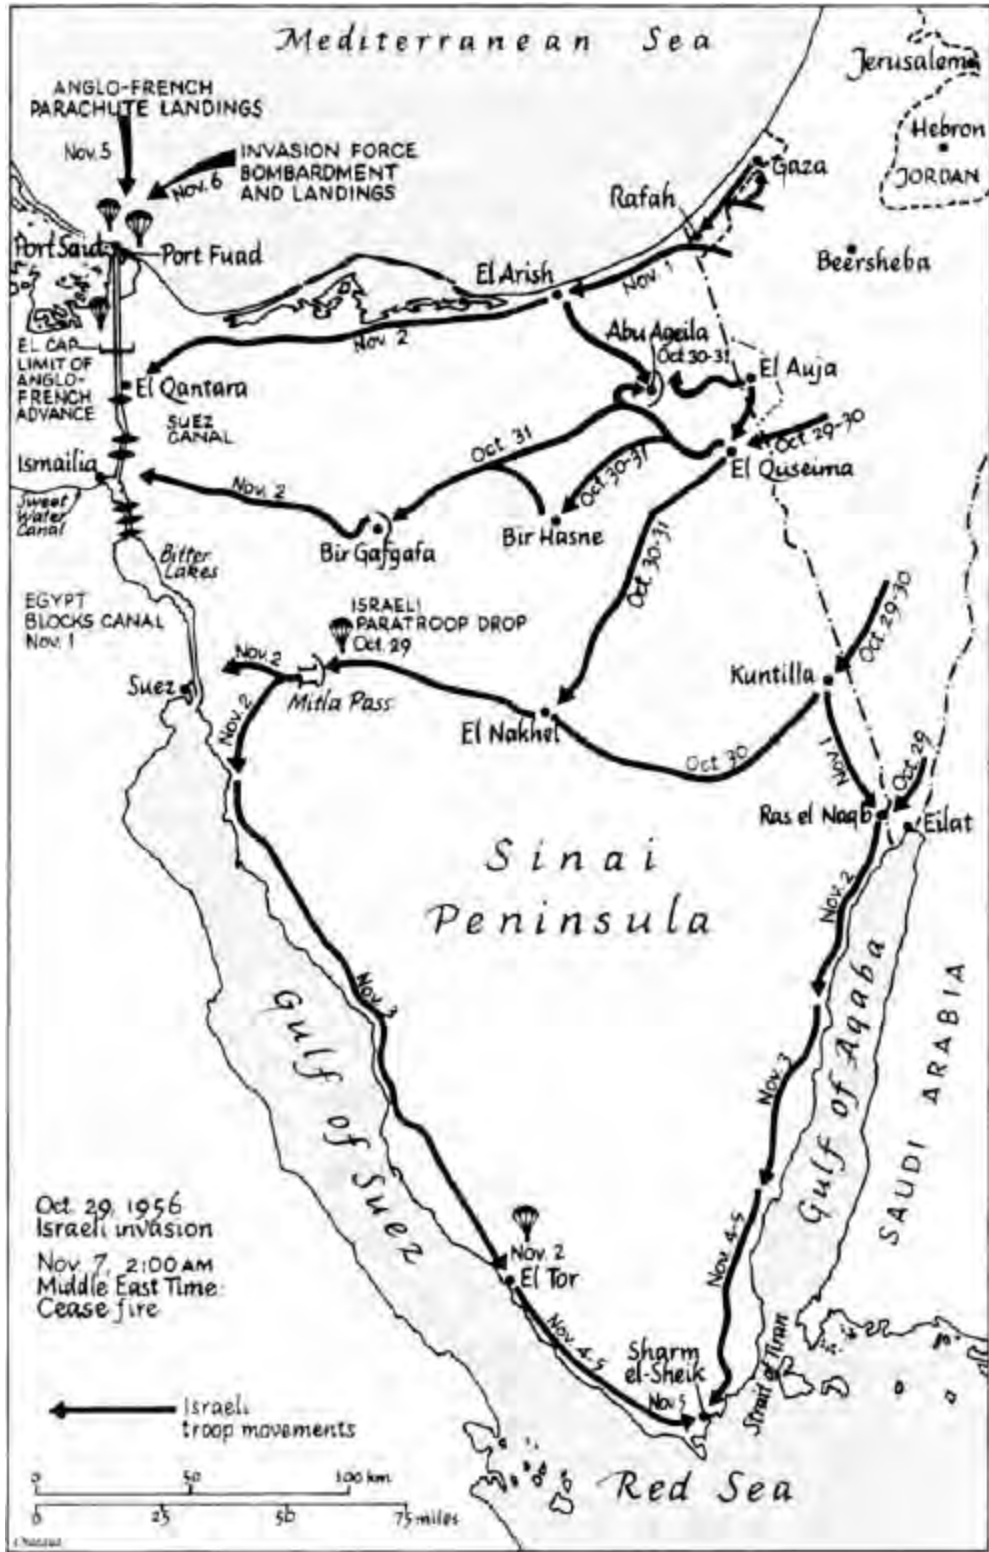 Mediterranean Sea
ANGLO-FRENCH
PARACHUTE LANDINGS
Nov. 5
INVASION FORCE
BOMBARDMENT
AND LANDINGS
Nov. 6
Jerusalem
Hebron
JORDAN
Gaza
Rafah
Beersheba
Port Said
Port Fuad
El Arish
Nov. 1
Nov. 2
Abu Ageila
Oct 30-31
El Auja
EL CAP
LIMIT OF
ANGLO-
FRENCH
ADVANCE
El Qantara
SUEZ
CANAL
Oct. 29-30
El Quseima
Oct. 31
Oct. 30-31
Ismailia
Nov. 2
Sweet
Water
Canal
Bir Gafgafa
Bir Hasne
Bitter
Lakes
Oct. 30-31
EGYPT
BLOCKS CANAL
Nov. 1
ISRAELI
PARATROOP DROP
Oct. 29
Oct. 29-30
Nov. 2
Suez
Mitla Pass
Kuntilla
Nov. 2
El Nakhel
Oct 30
Nov 1
Oct 29
Ras el Naqb
Eilat
Sinai
Peninsula
Nov. 2
Nov. 3
Gulf of Suez
Gulf of Aqaba
SAUDI ARABIA
Nov. 3
Oct. 29, 1956
Israeli invasion
Nov. 7, 2:00 AM
Middle East Time:
Cease fire
Nov. 2
El Tor
Nov. 4-5
Nov. 4-5
Sharm
el-Sheik
Nov. 5
Strait of Tiran
Israeli
troop movements
Red Sea
0 50 100 km.
0 25 50 75 miles